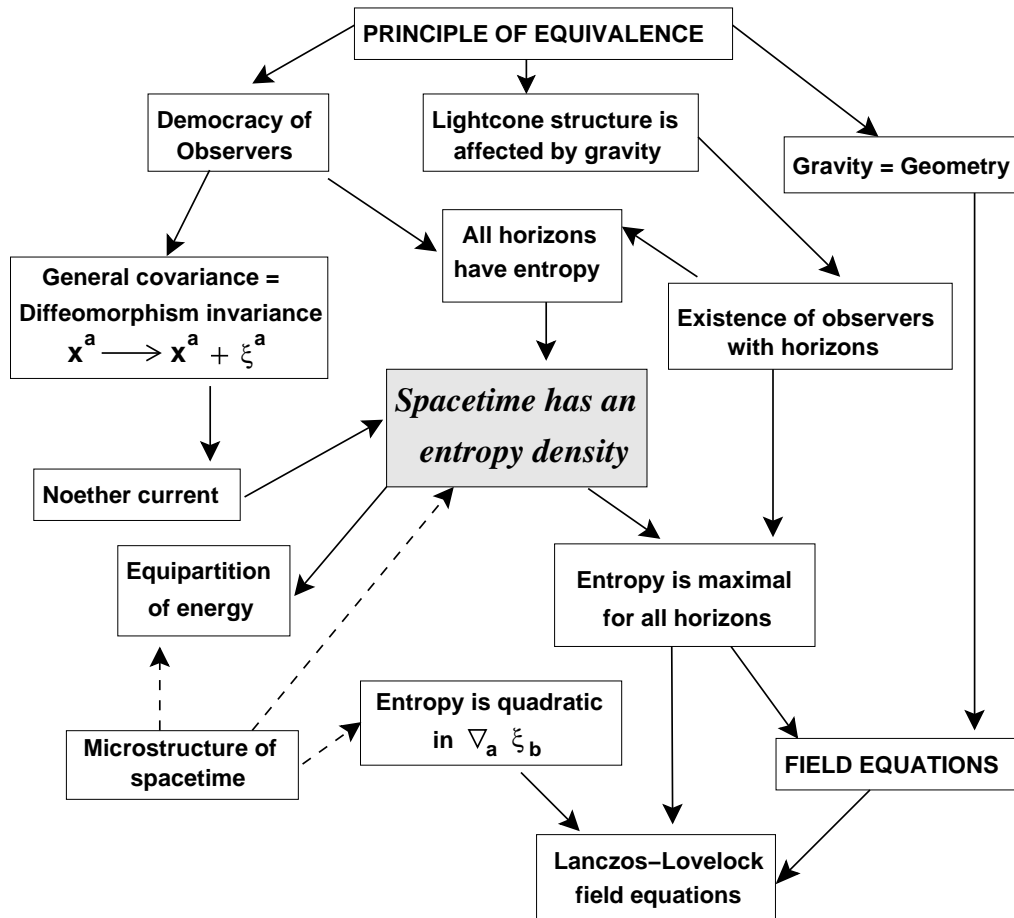 PRINCIPLE OF EQUIVALENCE
Democracy of
Observers
Lightcone structure is
affected by gravity
Gravity = Geometry
All horizons
have entropy
General covariance =
Diffeomorphism invariance
x^a ⟶ x^a + ξ^a
Existence of observers
with horizons
Spacetime has an
entropy density
Noether current
Equipartition
of energy
Entropy is maximal
for all horizons
Entropy is quadratic
in ∇_a ξ_b
Microstructure of
spacetime
FIELD EQUATIONS
Lanczos−Lovelock
field equations